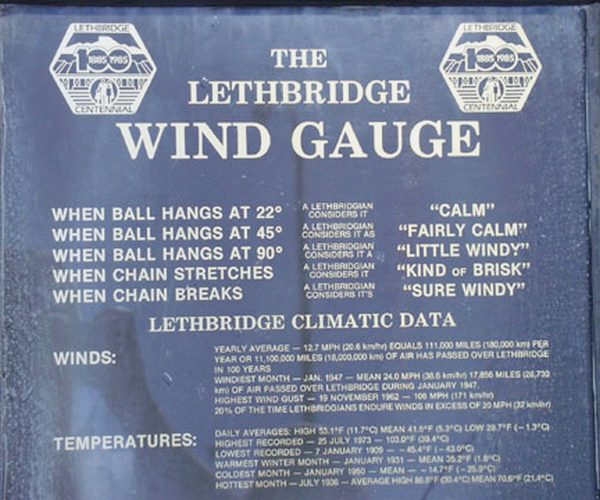 LETHBRIDGE
100
1885 1985
CENTENNIAL
LETHBRIDGE
100
1885 1985
CENTENNIAL
THE
LETHBRIDGE
WIND GAUGE
WHEN BALL HANGS AT 22° A LETHBRIDGIAN CONSIDERS IT "CALM"
WHEN BALL HANGS AT 45° A LETHBRIDGIAN CONSIDERS IT AS "FAIRLY CALM"
WHEN BALL HANGS AT 90° A LETHBRIDGIAN CONSIDERS IT A "LITTLE WINDY"
WHEN CHAIN STRETCHES A LETHBRIDGIAN CONSIDERS IT "KIND OF BRISK"
WHEN CHAIN BREAKS A LETHBRIDGIAN CONSIDERS IT'S "SURE WINDY"
LETHBRIDGE CLIMATIC DATA
WINDS: YEARLY AVERAGE — 12.7 MPH (20.6 km/hr) EQUALS 111,000 MILES (180,000 km) PER
YEAR OR 11,100,000 MILES (18,000,000 km) OF AIR HAS PASSED OVER LETHBRIDGE
IN 100 YEARS
WINDIEST MONTH — JAN. 1947 — MEAN 24.0 MPH (38.6 km/hr) 17,856 MILES (28,730
km) OF AIR PASSED OVER LETHBRIDGE DURING JANUARY 1947.
HIGHEST WIND GUST — 19 NOVEMBER 1962 — 106 MPH (171 km/hr)
20% OF THE TIME LETHBRIDGIANS ENDURE WINDS IN EXCESS OF 20 MPH (32 km/hr)
TEMPERATURES: DAILY AVERAGES: HIGH 53.1°F (11.7°C) MEAN 41.5°F (5.3°C) LOW 29.7°F (−1.3°C)
HIGHEST RECORDED — 25 JULY 1973 — 103.0°F (39.4°C)
LOWEST RECORDED — 7 JANUARY 1909 — −45.4°F (−43.0°C)
WARMEST WINTER MONTH — JANUARY 1931 — MEAN 35.2°F (1.8°C)
COLDEST MONTH — JANUARY 1950 — MEAN — −14.7°F (−25.9°C)
HOTTEST MONTH — JULY 1936 — AVERAGE HIGH 86.8°F (30.4°C) MEAN 70.6°F (21.4°C)